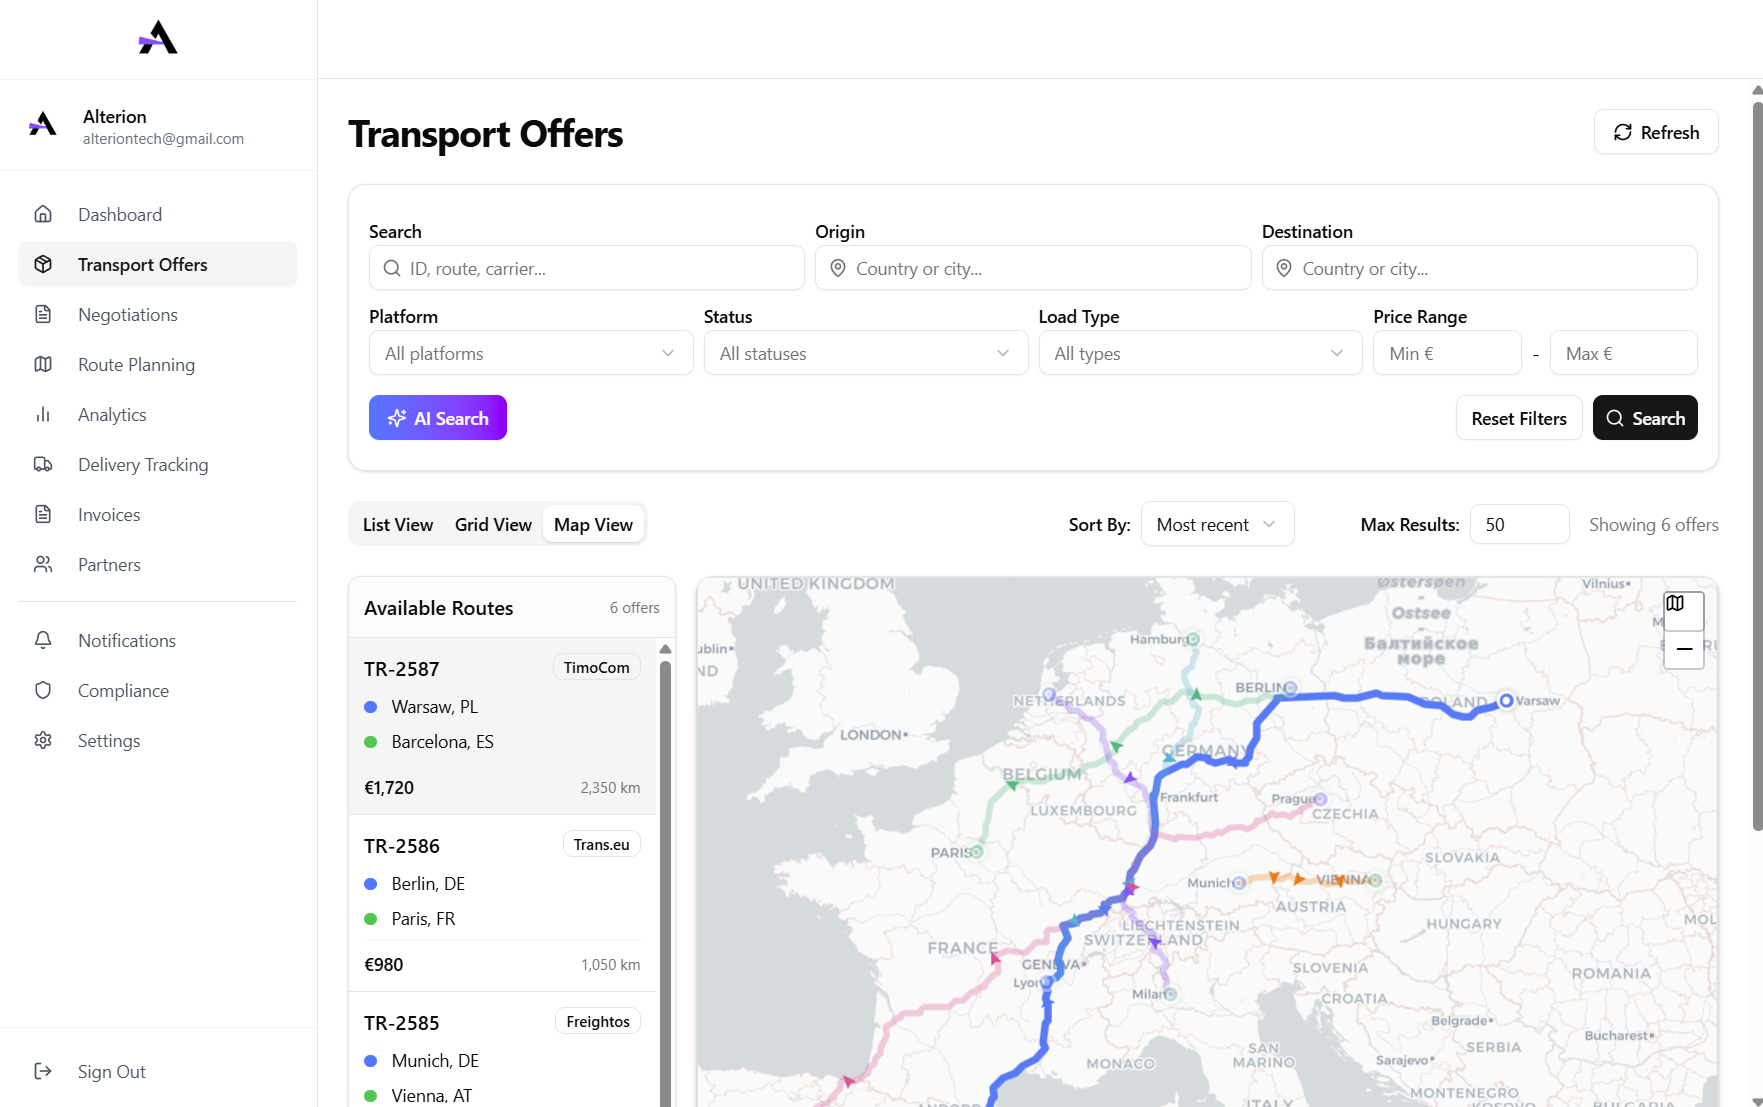 Alterion
alteriontech@gmail.com
Dashboard
Transport Offers
Negotiations
Route Planning
Analytics
Delivery Tracking
Invoices
Partners
Notifications
Compliance
Settings
Sign Out
Transport Offers
Refresh
Search
Origin
Destination
ID, route, carrier...
Country or city...
Country or city...
Platform
Status
Load Type
Price Range
All platforms
All statuses
All types
Min €
-
Max €
AI Search
Reset Filters
Search
List View
Grid View
Map View
Sort By:
Most recent
Max Results:
50
Showing 6 offers
Available Routes
6 offers
TR-2587
TimoCom
Warsaw, PL
Barcelona, ES
€1,720
2,350 km
TR-2586
Trans.eu
Berlin, DE
Paris, FR
€980
1,050 km
TR-2585
Freightos
Munich, DE
Vienna, AT
UNITED KINGDOM
Østersøen
Ostsee
Балтийское
море
Vilnius
Hamburg
BERLIN
NETHERLANDS
POLAND
Warsaw
LONDON
GERMANY
BELGIUM
Frankfurt
Prague
LUXEMBOURG
CZECHIA
PARIS
SLOVAKIA
Munich
VIENNA
AUSTRIA
HUNGARY
LIECHTENSTEIN
SWITZERLAND
FRANCE
GENEVA
Lyon
SLOVENIA
ROMANIA
Milan
CROATIA
Belgrade
Bucharest
SERBIA
SAN
MARINO
MONACO
Sarajevo
MONTENEGRO
ITALY